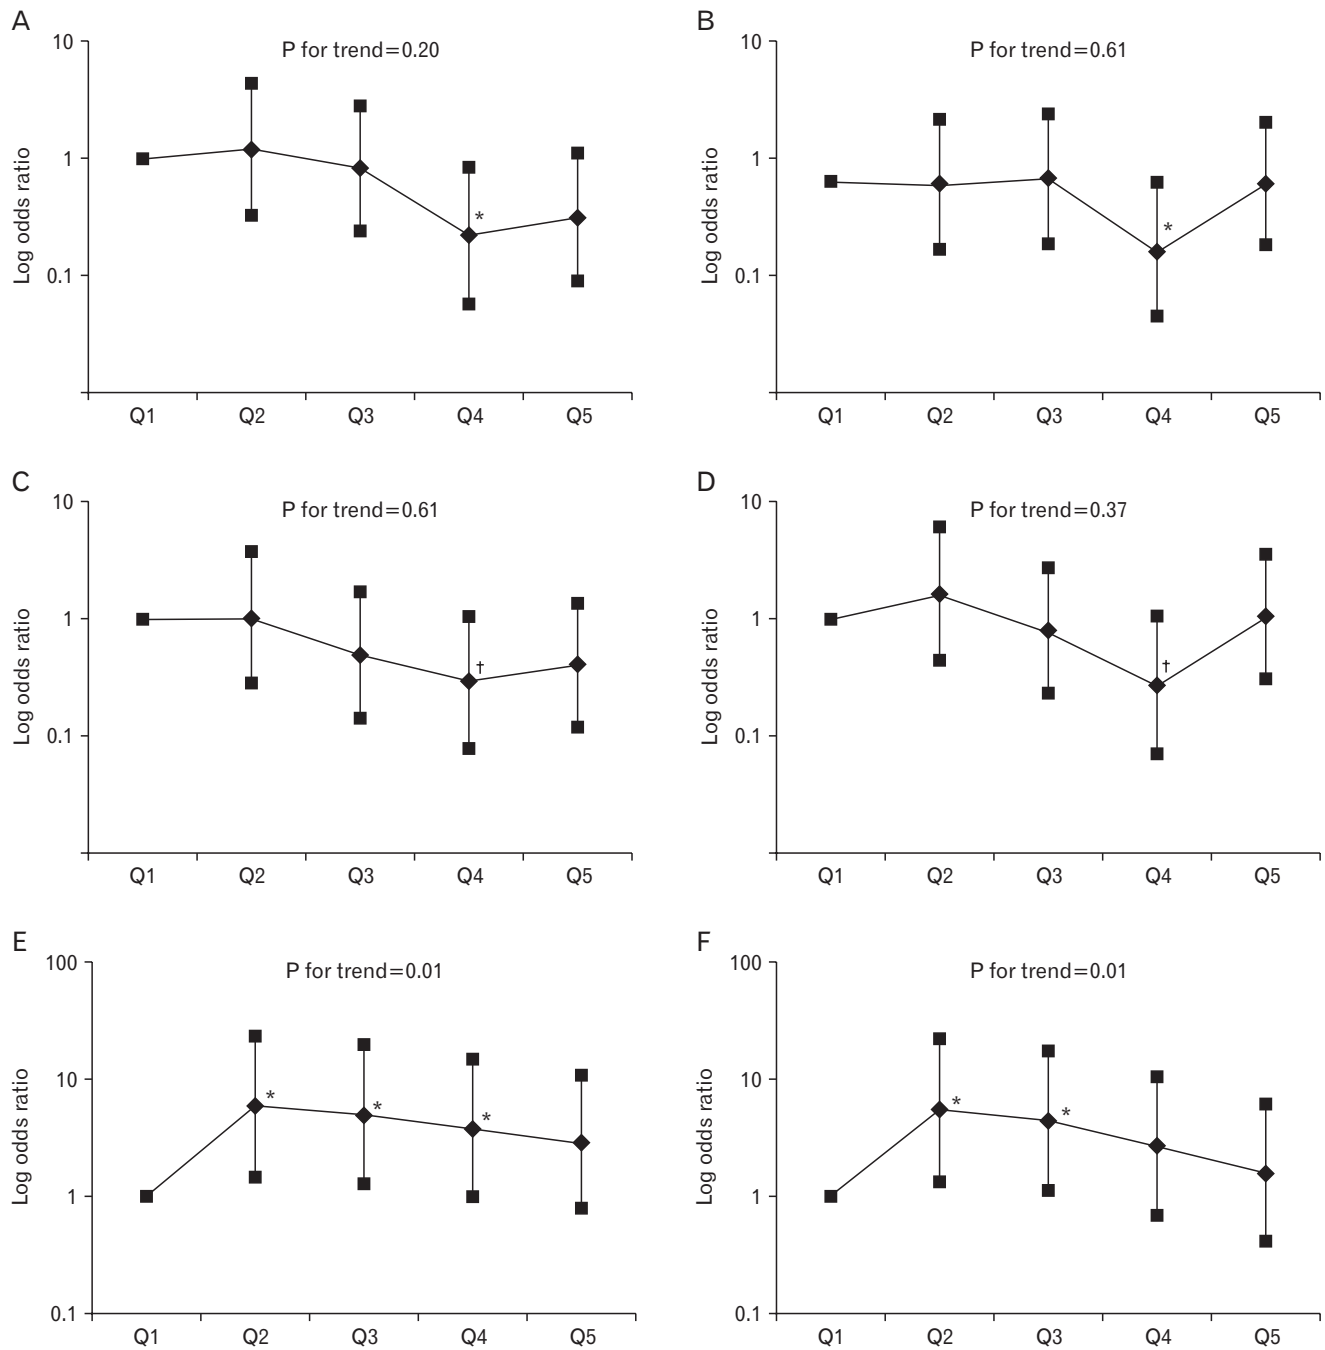 A
P for trend=0.20
10
1
0.1
Log odds ratio
*
Q1 Q2 Q3 Q4 Q5
B
P for trend=0.61
10
1
0.1
Log odds ratio
*
Q1 Q2 Q3 Q4 Q5
C
P for trend=0.61
10
1
0.1
Log odds ratio
†
Q1 Q2 Q3 Q4 Q5
D
P for trend=0.37
10
1
0.1
Log odds ratio
†
Q1 Q2 Q3 Q4 Q5
E
P for trend=0.01
100
10
1
0.1
Log odds ratio
* * *
Q1 Q2 Q3 Q4 Q5
F
P for trend=0.01
100
10
1
0.1
Log odds ratio
* *
Q1 Q2 Q3 Q4 Q5